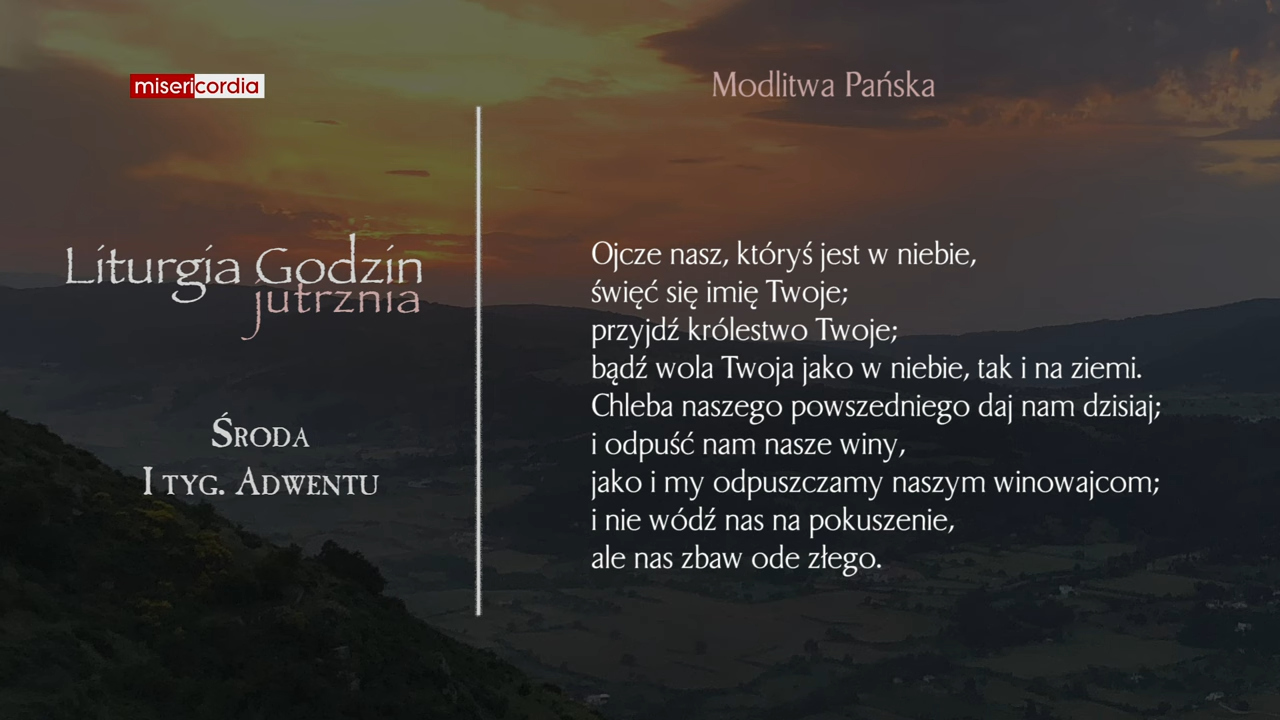 misericordia
Liturgia Godzin
jutrznia
Środa
I tyg. Adwentu
Modlitwa Pańska
Ojcze nasz, któryś jest w niebie,
święć się imię Twoje;
przyjdź królestwo Twoje;
bądź wola Twoja jako w niebie, tak i na ziemi.
Chleba naszego powszedniego daj nam dzisiaj;
i odpuść nam nasze winy,
jako i my odpuszczamy naszym winowajcom;
i nie wódź nas na pokuszenie,
ale nas zbaw ode złego.